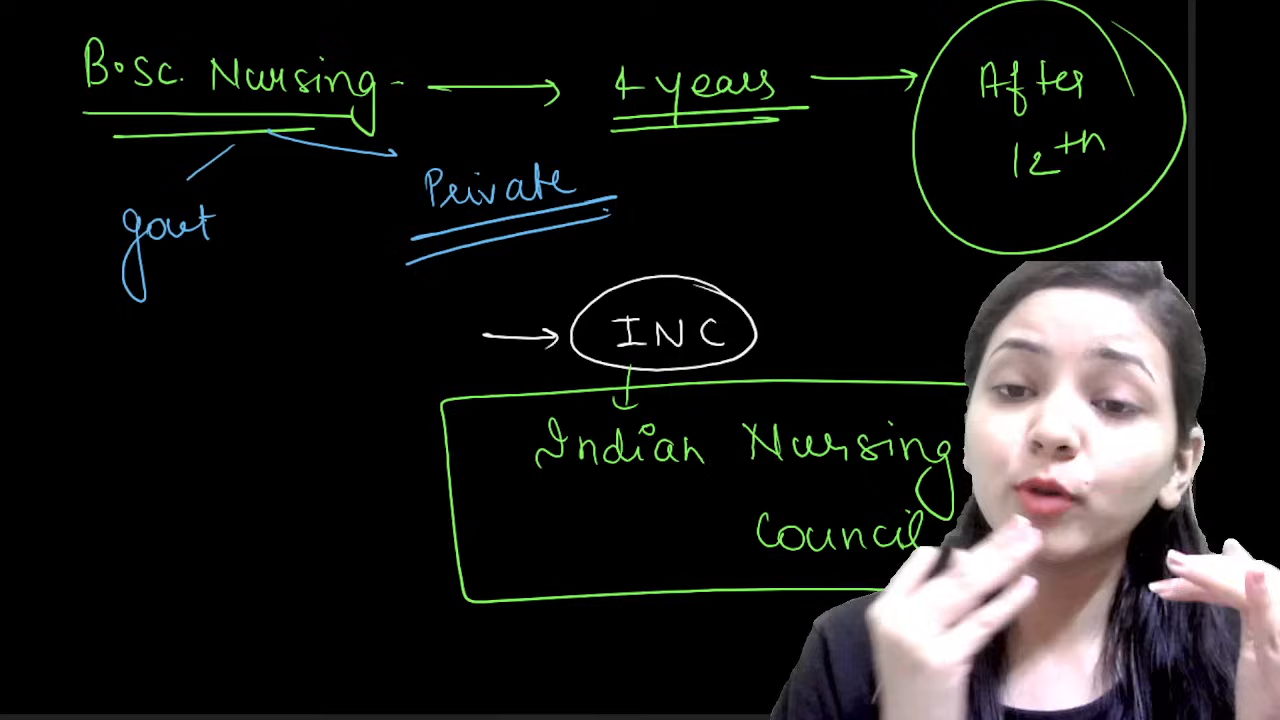 B.Sc. Nursing - → 4 years → After
12th
govt
Private
→ INC
Indian Nursing
Council